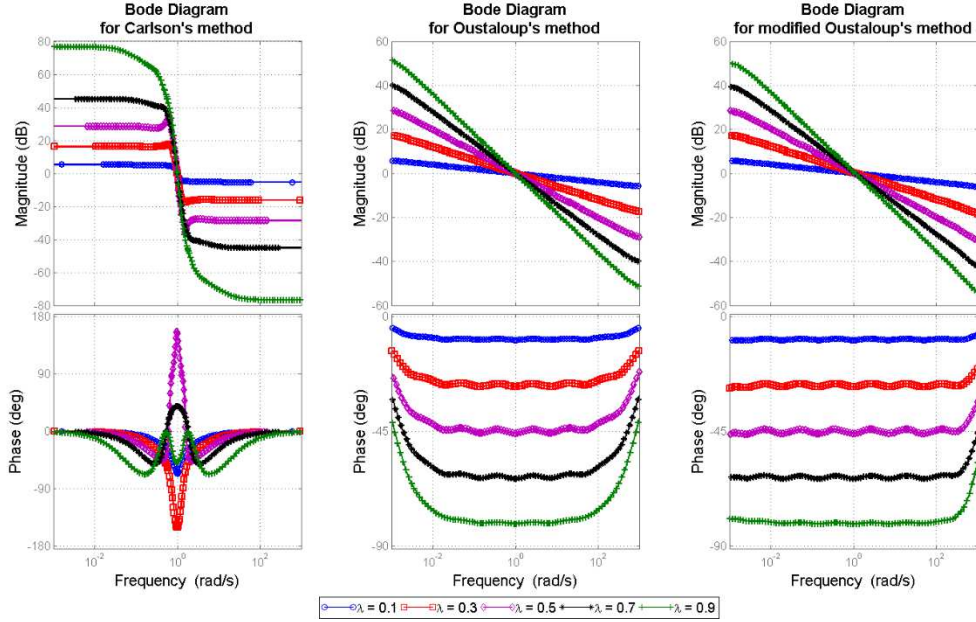 Bode Diagram
for Carlson's method
Bode Diagram
for Oustaloup's method
Bode Diagram
for modified Oustaloup's method
Magnitude (dB)
80
60
40
20
0
-20
-40
-60
-80
Magnitude (dB)
60
40
20
0
-20
-40
-60
Magnitude (dB)
60
40
20
0
-20
-40
-60
Phase (deg)
180
90
0
-90
-180
Phase (deg)
0
-45
-90
Phase (deg)
0
-45
-90
10^-2 10^0 10^2
Frequency (rad/s)
10^-2 10^0 10^2
Frequency (rad/s)
10^-2 10^0 10^2
Frequency (rad/s)
λ = 0.1 λ = 0.3 λ = 0.5 λ = 0.7 λ = 0.9